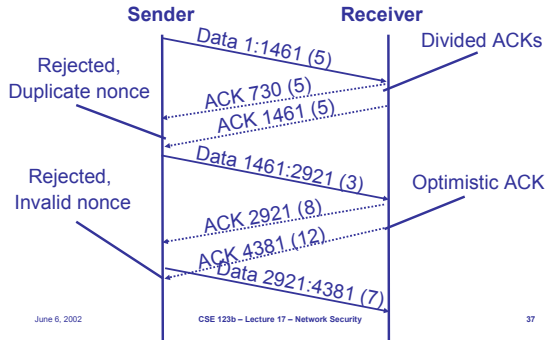 Sender
Receiver
Data 1:1461 (5)
Divided ACKs
Rejected,
Duplicate nonce
ACK 730 (5)
ACK 1461 (5)
Data 1461:2921 (3)
Rejected,
Invalid nonce
Optimistic ACK
ACK 2921 (8)
ACK 4381 (12)
Data 2921:4381 (7)
June 6, 2002
CSE 123b – Lecture 17 – Network Security
37